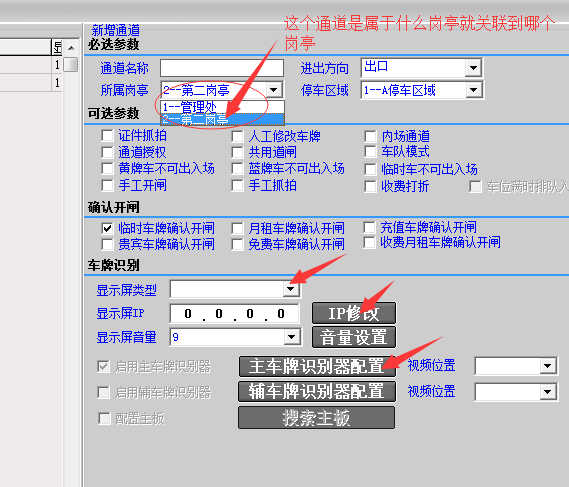 这个通道是属于什么岗亭就关联到哪个
岗亭
新增通道
必选参数
通道名称 进出方向 出口
所属岗亭 2--第二岗亭 停车区域 1--A停车区域
1--管理处
2--第二岗亭
可选参数
证件抓拍 人工修改车牌 内场通道
通道授权 共用道闸 车队模式
黄牌车不可出入场 蓝牌车不可出入场 临时车不可出入场
手工开闸 手工抓拍 收费打折
确认开闸
临时车牌确认开闸 月租车牌确认开闸 充值车牌确认开闸
贵宾车牌确认开闸 免费车牌确认开闸 收费月租车牌确认开闸
车牌识别
显示屏类型
显示屏IP 0 . 0 . 0 . 0 IP修改
显示屏音量 9 音量设置
启用主车牌识别器 主车牌识别器配置 视频位置
启用辅车牌识别器 辅车牌识别器配置 视频位置
配置主板 搜索主板
1
1